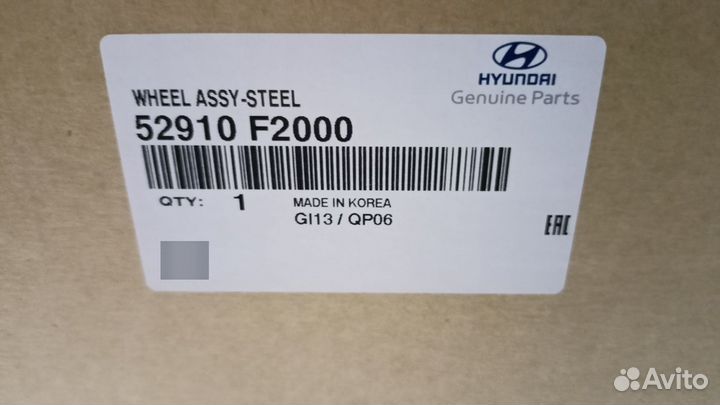 HYUNDAI
Genuine Parts
WHEEL ASSY-STEEL
52910 F2000
QTY: 1 MADE IN KOREA
GI13 / QP06
EAC
Avito